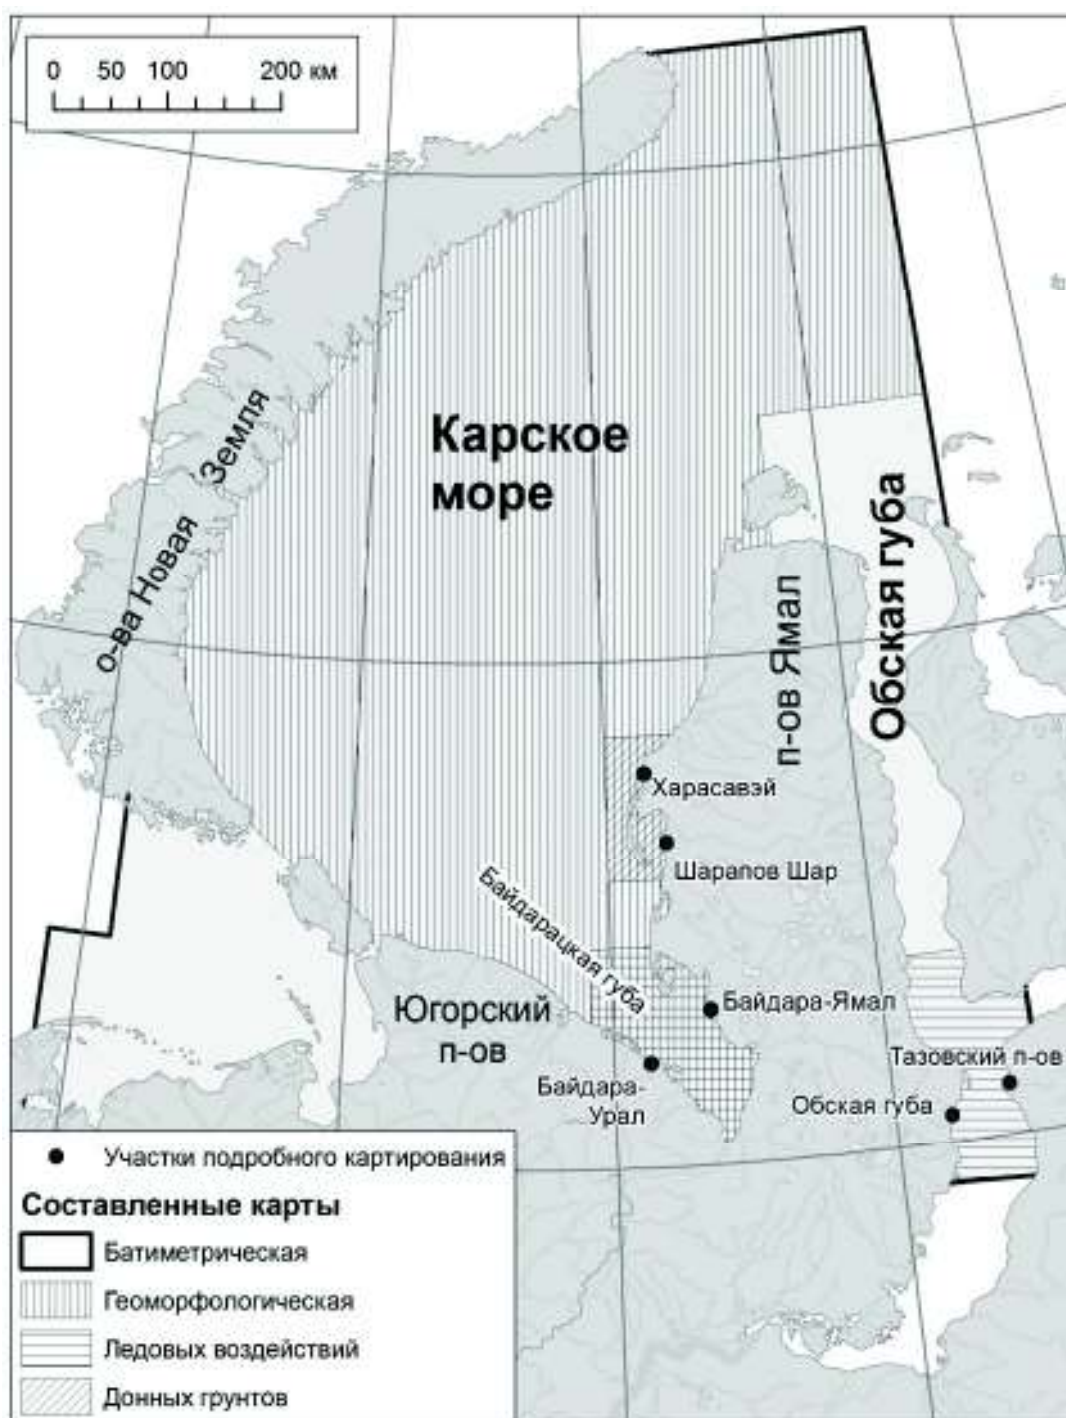 0 50 100 200 км
Карское
море
о-ва Новая Земля
Обская губа
п-ов Ямал
Харасавэй
Шарапов Шар
Байдарацкая губа
Югорский
п-ов
Байдара-Ямал
Байдара-
Урал
Тазовский п-ов
Обская губа
Участки подробного картирования
Составленные карты
Батиметрическая
Геоморфологическая
Ледовых воздействий
Донных грунтов